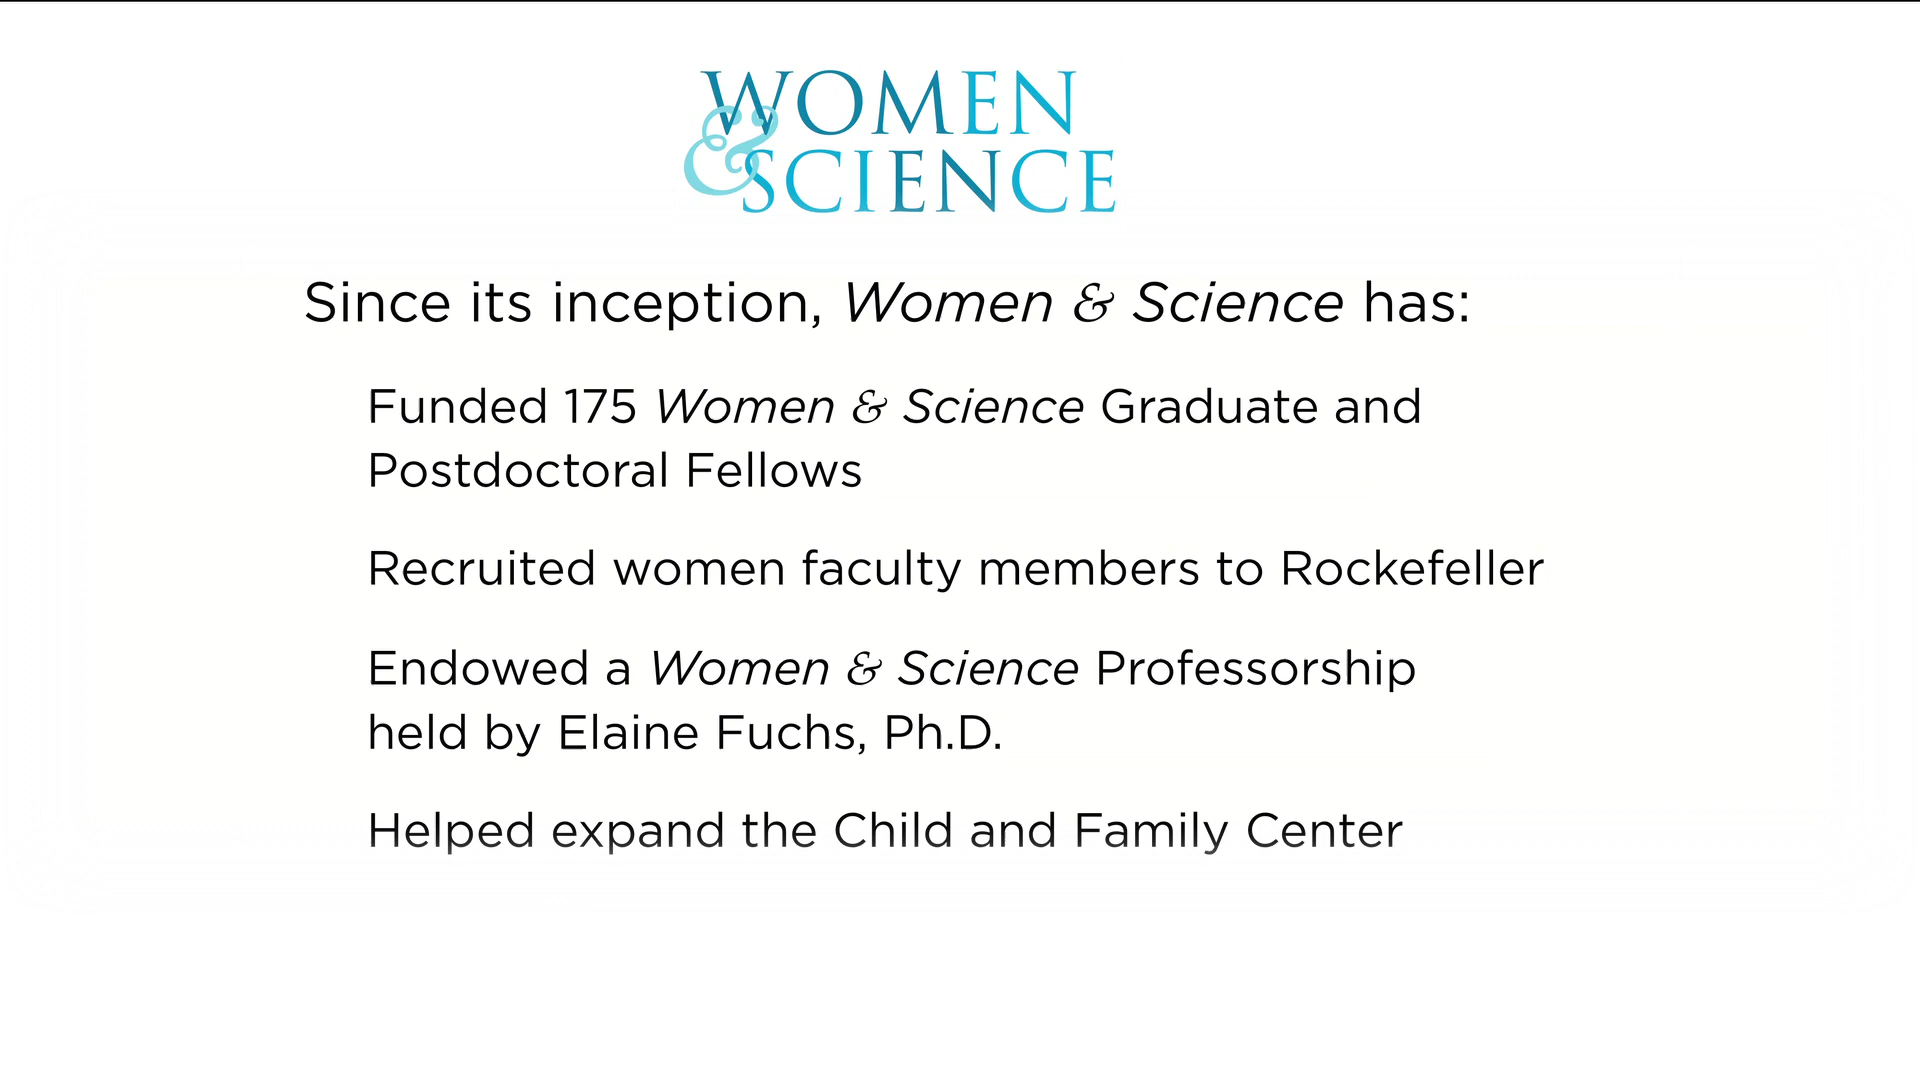 WOMEN
& SCIENCE
Since its inception, Women & Science has:
Funded 175 Women & Science Graduate and
Postdoctoral Fellows
Recruited women faculty members to Rockefeller
Endowed a Women & Science Professorship
held by Elaine Fuchs, Ph.D.
Helped expand the Child and Family Center